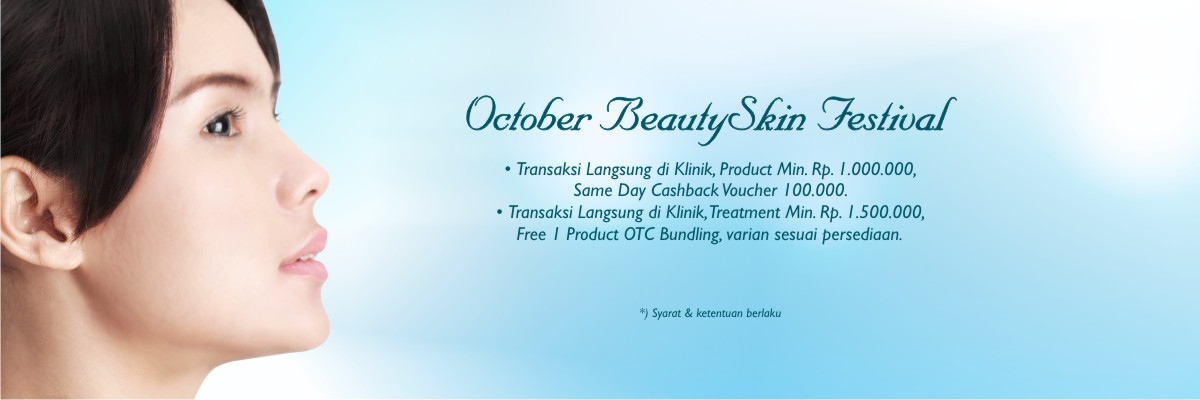 October BeautySkin Festival
• Transaksi Langsung di Klinik, Product Min. Rp. 1.000.000,
Same Day Cashback Voucher 100.000.
• Transaksi Langsung di Klinik, Treatment Min. Rp. 1.500.000,
Free 1 Product OTC Bundling, varian sesuai persediaan.
*) Syarat & ketentuan berlaku